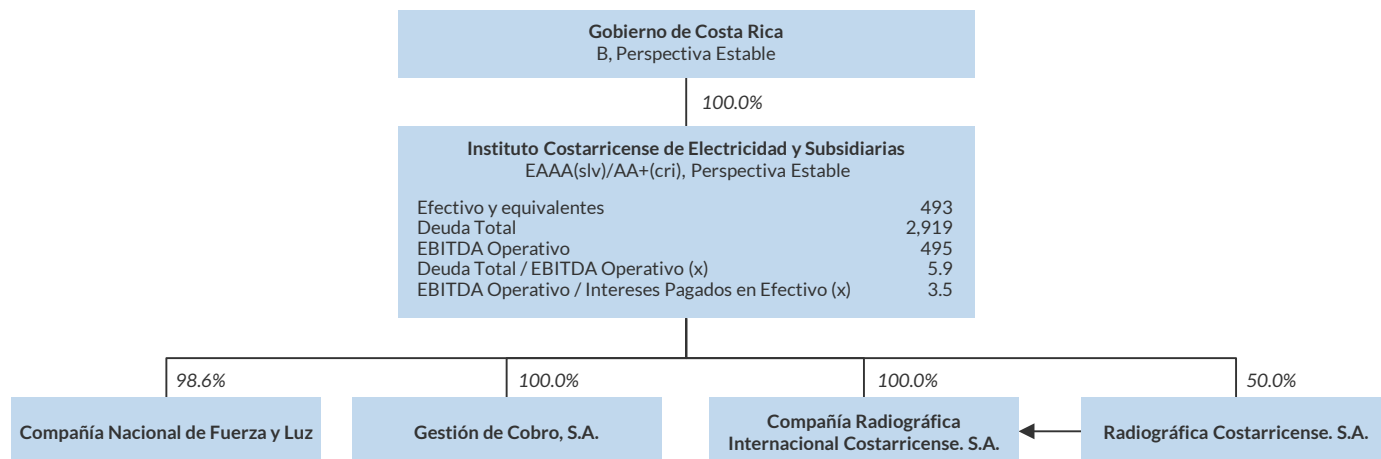 Gobierno de Costa Rica
B, Perspectiva Estable
100.0%
Instituto Costarricense de Electricidad y Subsidiarias
EAAA(slv)/AA+(cri), Perspectiva Estable
Efectivo y equivalentes 493
Deuda Total 2,919
EBITDA Operativo 495
Deuda Total / EBITDA Operativo (x) 5.9
EBITDA Operativo / Intereses Pagados en Efectivo (x) 3.5
98.6% 100.0% 100.0% 50.0%
Compañía Nacional de Fuerza y Luz
Gestión de Cobro, S.A.
Compañía Radiográfica
Internacional Costarricense. S.A.
Radiográfica Costarricense. S.A.